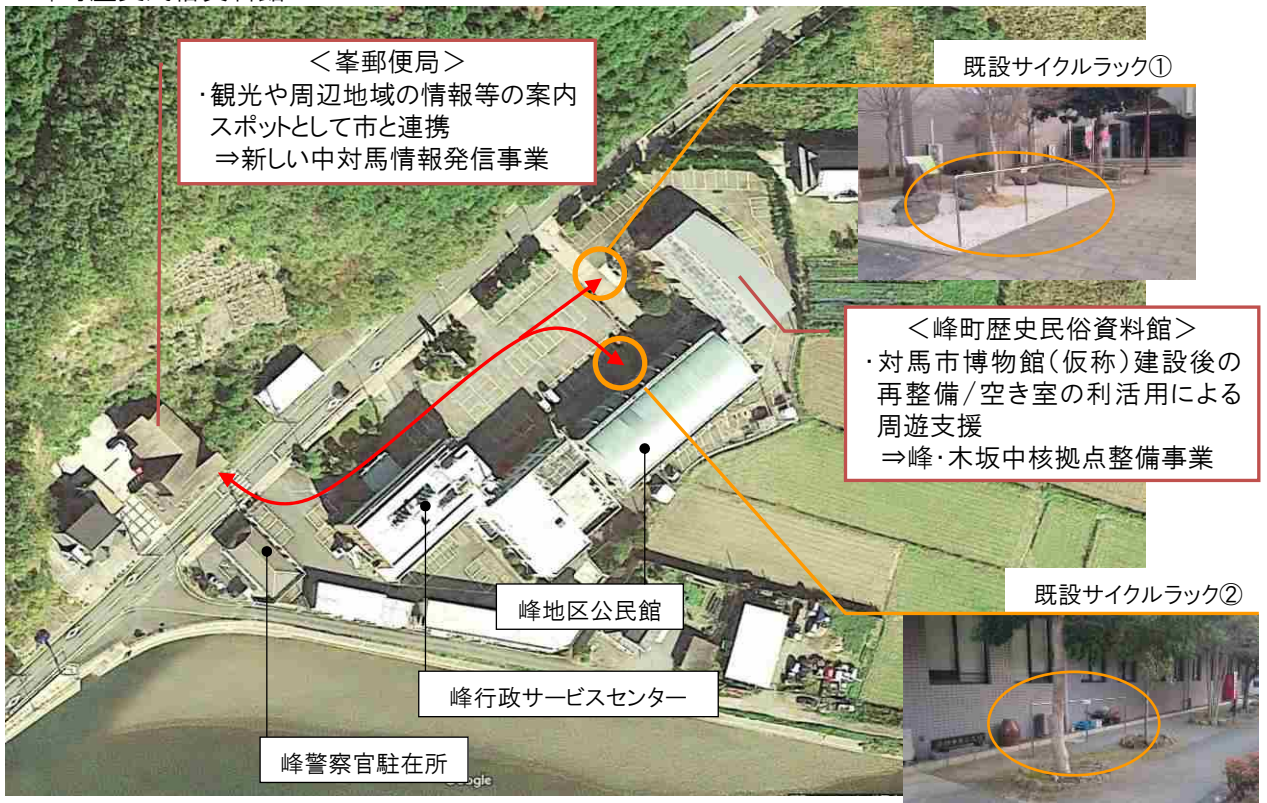 <峯郵便局>
・観光や周辺地域の情報等の案内
スポットとして市と連携
⇒新しい中対馬情報発信事業
既設サイクルラック①
<峰町歴史民俗資料館>
・対馬市博物館(仮称)建設後の
再整備/空き室の利活用による
周遊支援
⇒峰・木坂中核拠点整備事業
既設サイクルラック②
峰地区公民館
峰行政サービスセンター
峰警察官駐在所